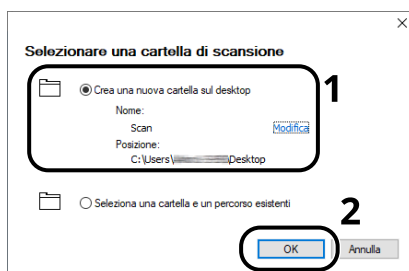 Selezionare una cartella di scansione
Crea una nuova cartella sul desktop
1
Nome:
Scan
Modifica
Posizione:
C:\Users\ \Desktop
Seleziona una cartella e un percorso esistenti
2
OK
Annulla